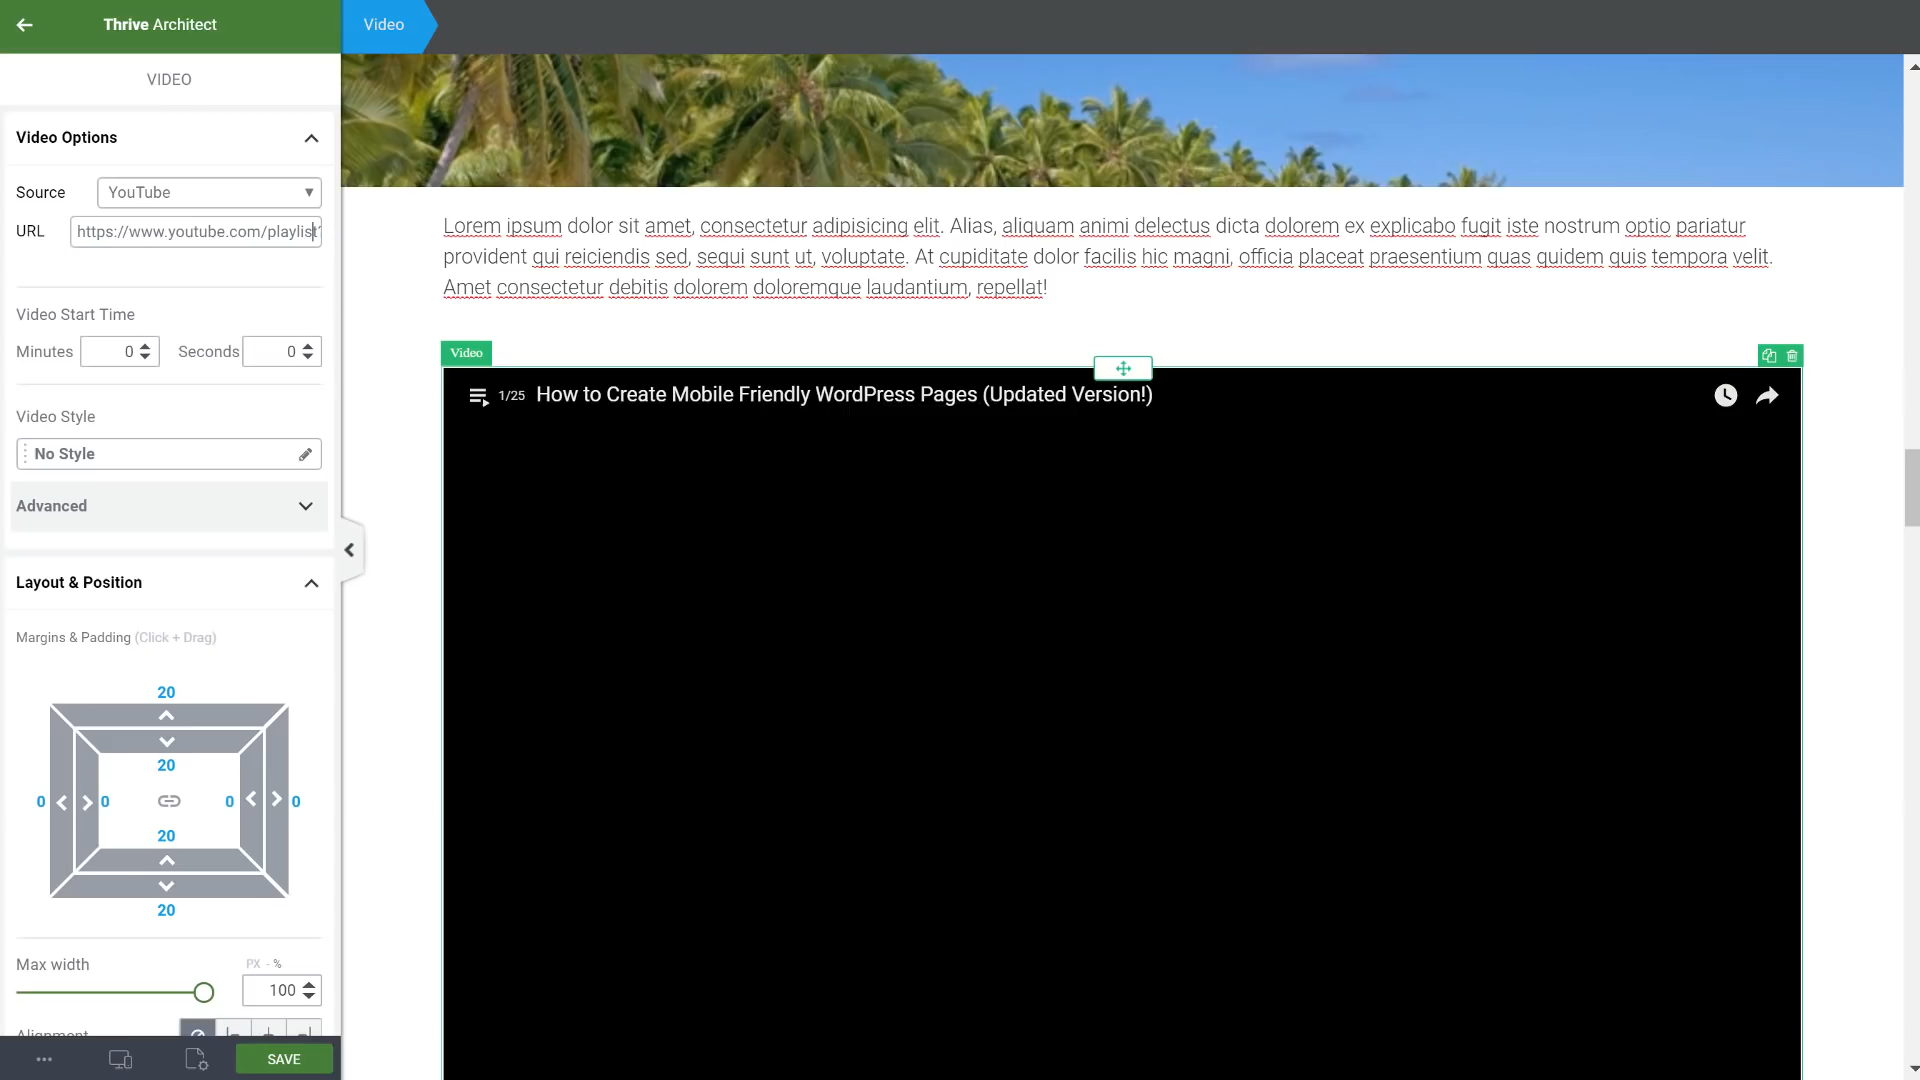 Thrive Architect
Video
VIDEO
Video Options
Source YouTube
URL https://www.youtube.com/playlist
Video Start Time
Minutes 0 Seconds 0
Video Style
No Style
Advanced
Layout & Position
Margins & Padding (Click + Drag)
20
20
0 0 0 0
20
20
Max width PX - %
100
Alignment
SAVE
Lorem ipsum dolor sit amet, consectetur adipisicing elit. Alias, aliquam animi delectus dicta dolorem ex explicabo fugit iste nostrum optio pariatur
provident qui reiciendis sed, sequi sunt ut, voluptate. At cupiditate dolor facilis hic magni, officia placeat praesentium quas quidem quis tempora velit.
Amet consectetur debitis dolorem doloremque laudantium, repellat!
Video
1/25 How to Create Mobile Friendly WordPress Pages (Updated Version!)